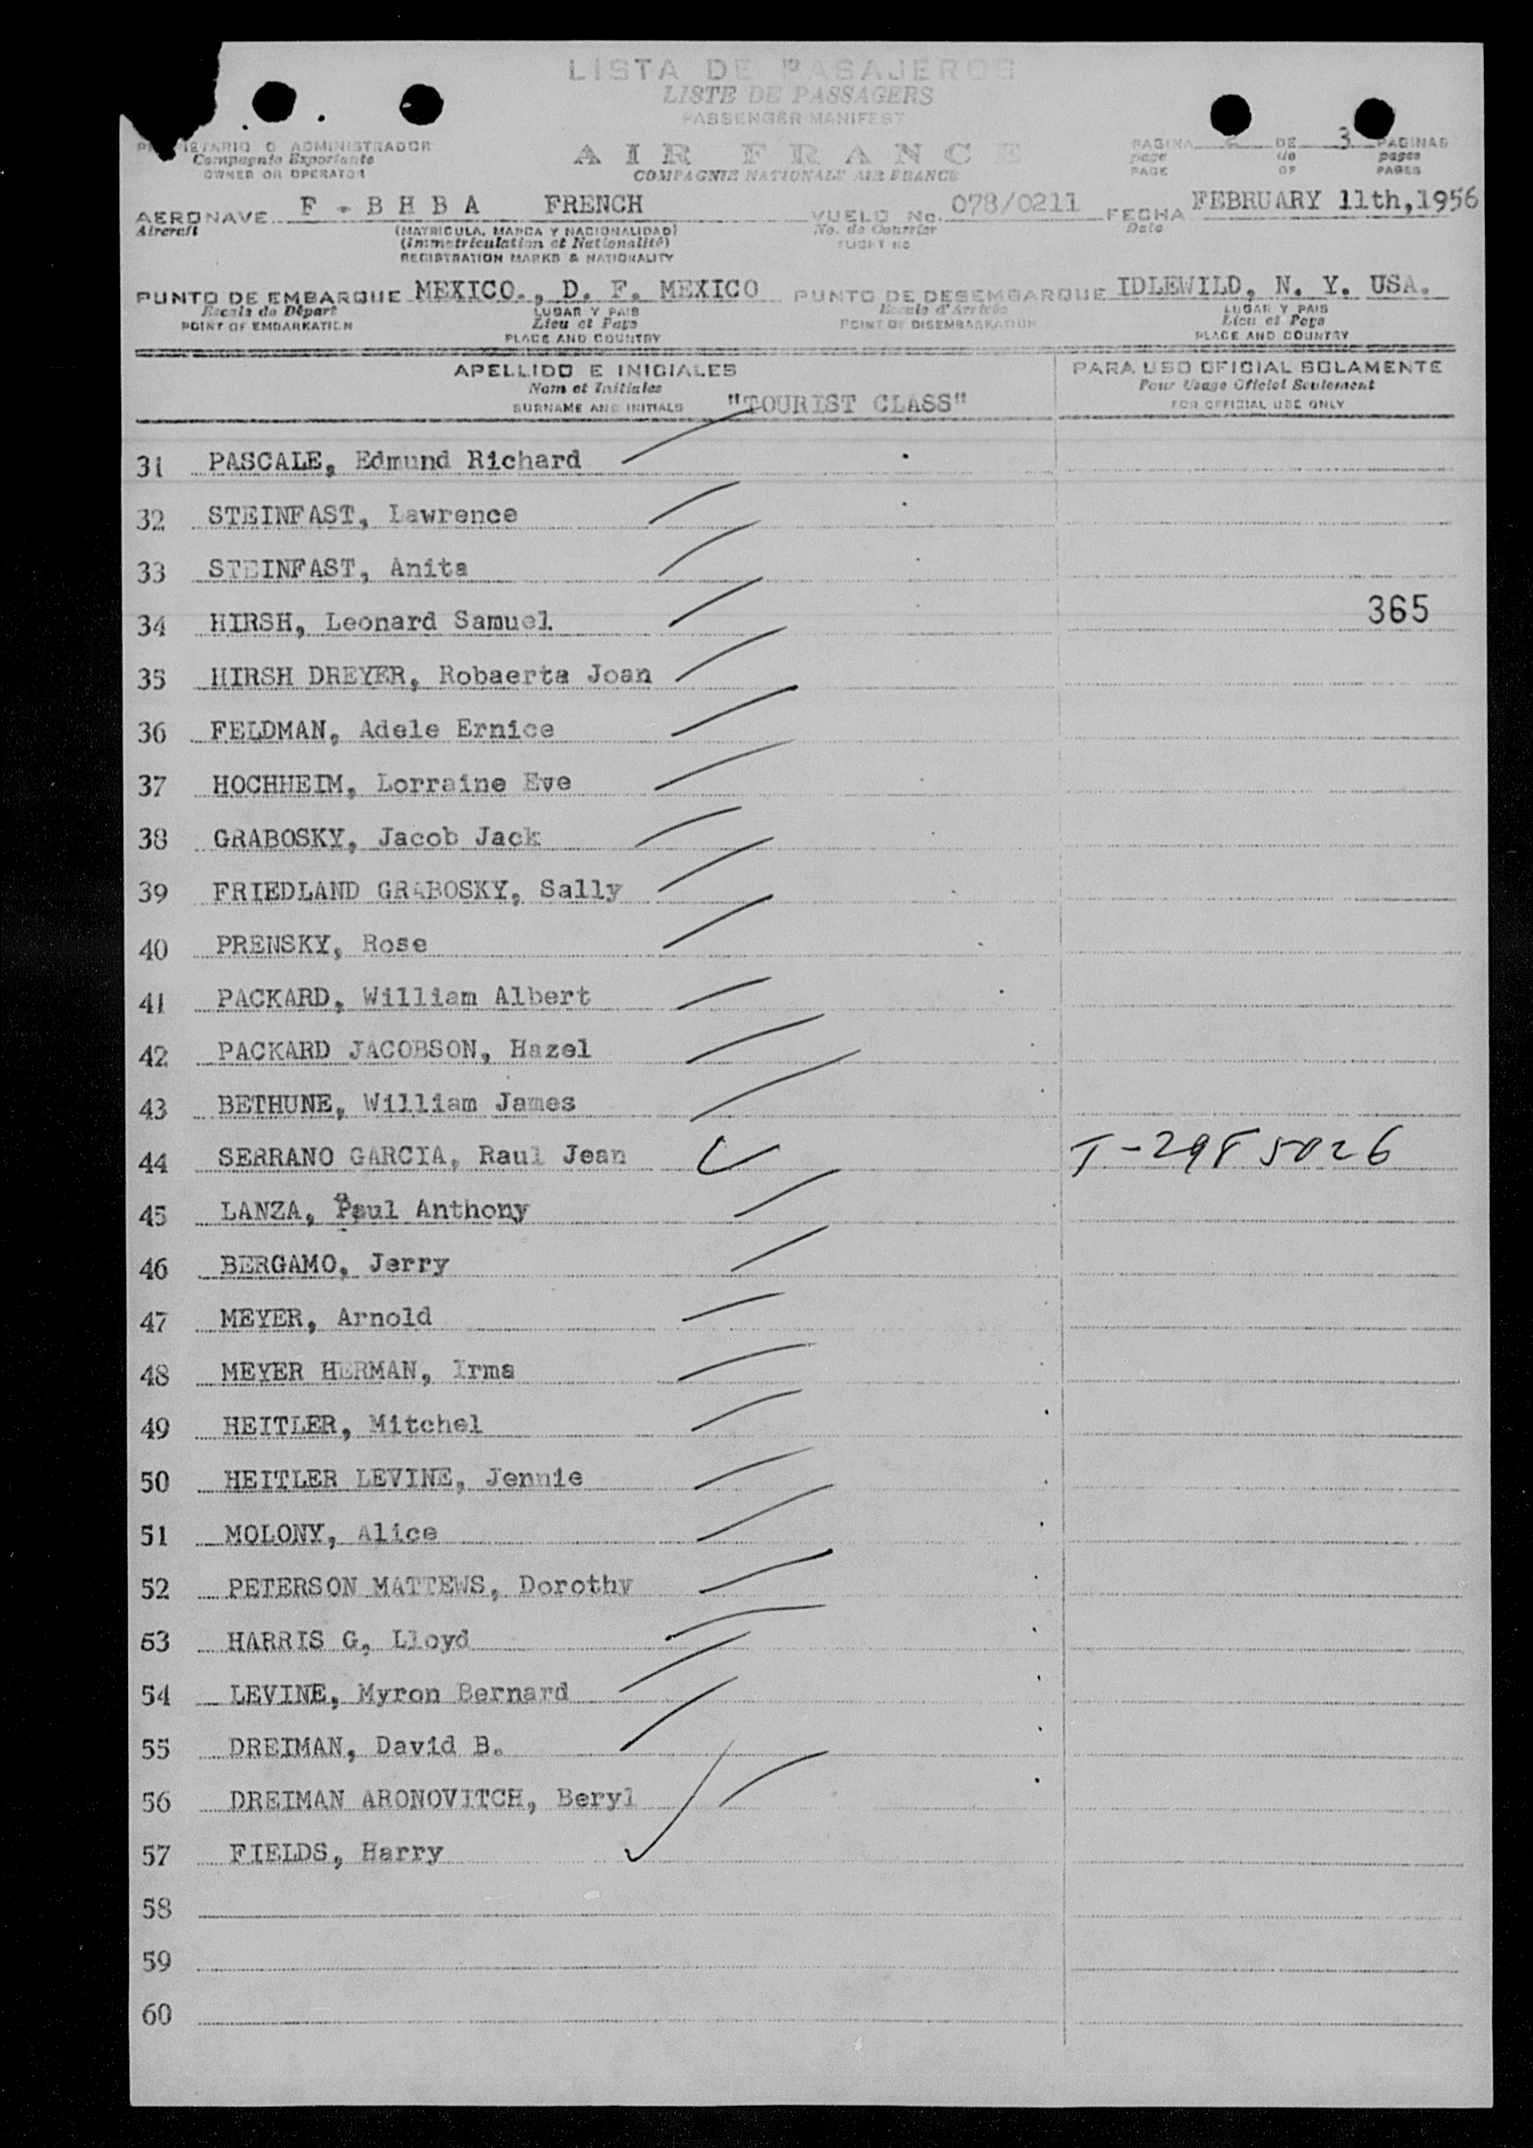 LISTA DE PASAJEROS
LISTE DE PASSAGERS
PASSENGER MANIFEST
PROPIETARIO O ADMINISTRADOR
Compagnie Exportante
OWNER OR OPERATOR
AIR FRANCE
COMPAGNIE NATIONALE AIR FRANCE
PAGINA 2 DE 3 PAGINAS
page de pages
PAGE OF PAGES
AERONAVE F - B H B A FRENCH VUELO No. 078/0211 FECHA FEBRUARY 11th, 1956
Aircraft (MATRICULA, MARCA Y NACIONALIDAD) No. de Courrier Date
(Immatriculation et Nationalité) FLIGHT NO
REGISTRATION MARKS & NATIONALITY
PUNTO DE EMBARQUE MEXICO., D. F. MEXICO PUNTO DE DESEMBARQUE IDLEWILD, N. Y. USA.
Escale de Départ LUGAR Y PAIS Escale d'Arrivée LUGAR Y PAIS
POINT OF EMBARKATION Lieu et Pays POINT OF DISEMBARKATION Lieu et Pays
PLACE AND COUNTRY PLACE AND COUNTRY
APELLIDO E INICIALES PARA USO OFICIAL SOLAMENTE
Nom et Initiales Pour Usage Officiel Seulement
SURNAME AND INITIALS "TOURIST CLASS" FOR OFFICIAL USE ONLY
31 PASCALE, Edmund Richard
32 STEINFAST, Lawrence
33 STEINFAST, Anita
34 HIRSH, Leonard Samuel 365
35 HIRSH DREYER, Robaerta Joan
36 FELDMAN, Adele Ernice
37 HOCHHEIM, Lorraine Eve
38 GRABOSKY, Jacob Jack
39 FRIEDLAND GRABOSKY, Sally
40 PRENSKY, Rose
41 PACKARD, William Albert
42 PACKARD JACOBSON, Hazel
43 BETHUNE, William James
44 SERRANO GARCIA, Raul Jean T-2985026
45 LANZA, Paul Anthony
46 BERGAMO, Jerry
47 MEYER, Arnold
48 MEYER HERMAN, Irma
49 HEITLER, Mitchel
50 HEITLER LEVINE, Jennie
51 MOLONY, Alice
52 PETERSON MATTEWS, Dorothy
53 HARRIS G, Lloyd
54 LEVINE, Myron Bernard
55 DREIMAN, David B.
56 DREIMAN ARONOVITCH, Beryl
57 FIELDS, Harry
58
59
60